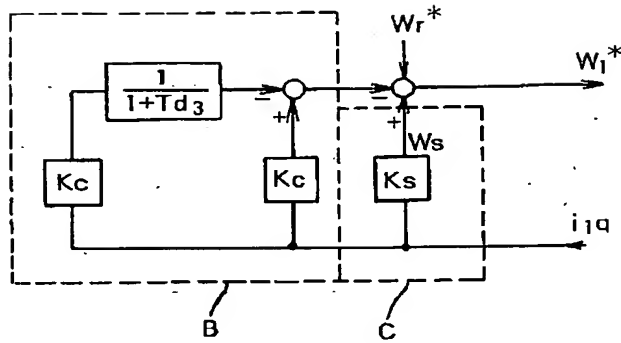 Wr*
W1*
1
1+Td3
−
−
+
+
Ws
Kc
Kc
Ks
i1q
B
C